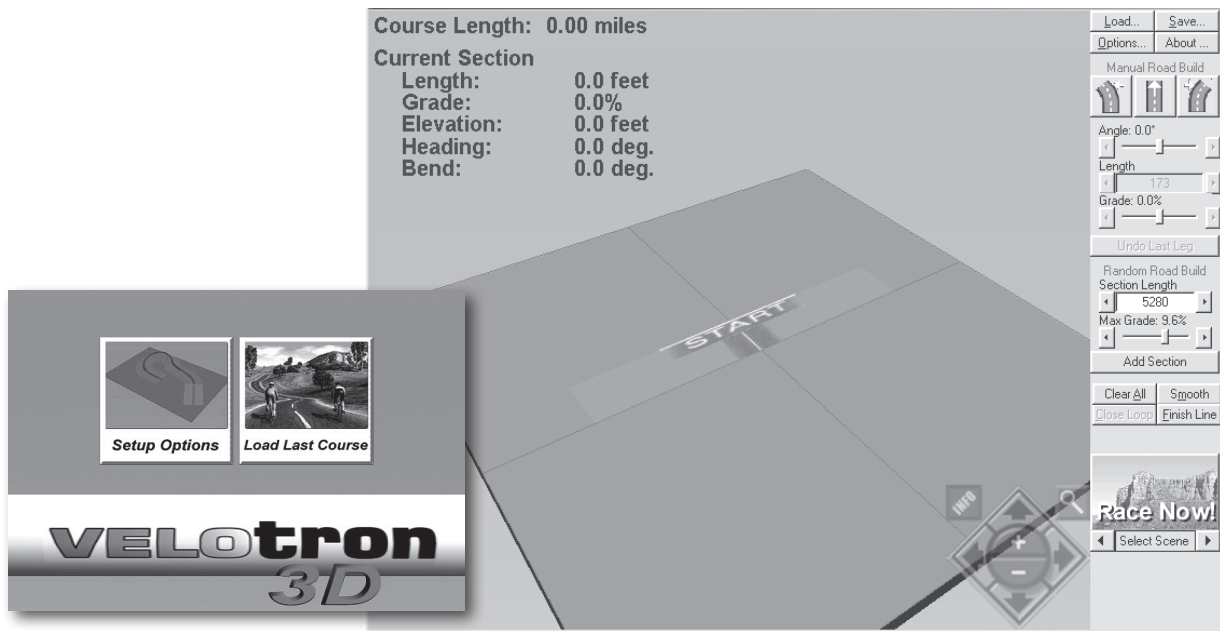 Course Length: 0.00 miles
Current Section
Length: 0.0 feet
Grade: 0.0%
Elevation: 0.0 feet
Heading: 0.0 deg.
Bend: 0.0 deg.
START
INFO
+
−
Load... Save...
Options... About ...
Manual Road Build
Angle: 0.0°
Length
173
Grade: 0.0%
Undo Last Leg
Random Road Build
Section Length
5280
Max Grade: 9.6%
Add Section
Clear All Smooth
Close Loop Finish Line
Race Now!
Select Scene
Setup Options Load Last Course
VELOtron
3D